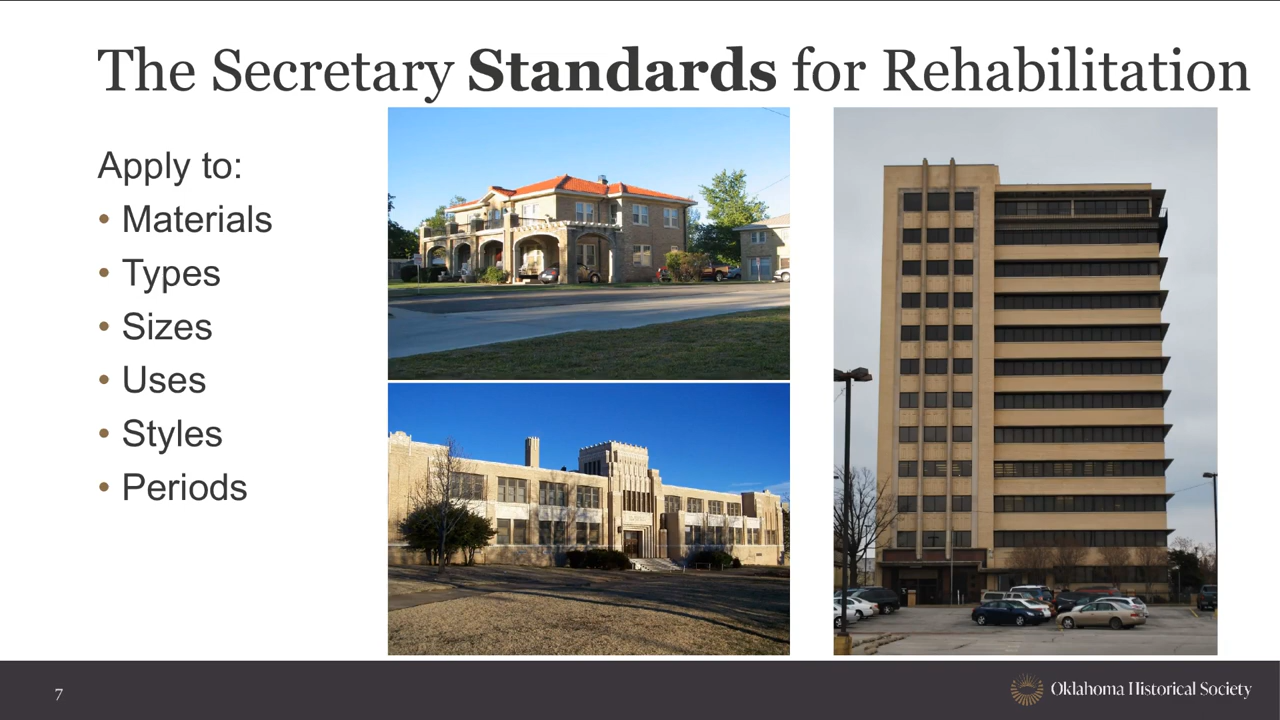 The Secretary Standards for Rehabilitation
Apply to:
• Materials
• Types
• Sizes
• Uses
• Styles
• Periods
7
Oklahoma Historical Society